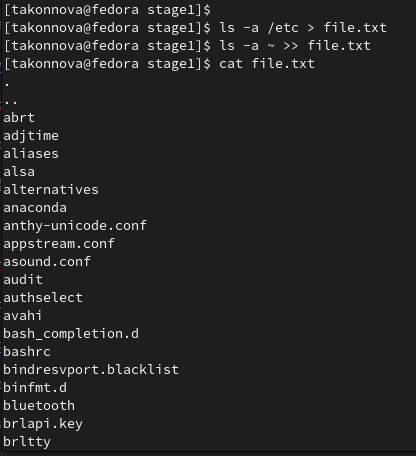 [takonnova@fedora stage1]$
[takonnova@fedora stage1]$ ls -a /etc > file.txt
[takonnova@fedora stage1]$ ls -a ~ >> file.txt
[takonnova@fedora stage1]$ cat file.txt
.
..
abrt
adjtime
aliases
alsa
alternatives
anaconda
anthy-unicode.conf
appstream.conf
asound.conf
audit
authselect
avahi
bash_completion.d
bashrc
bindresvport.blacklist
binfmt.d
bluetooth
brlapi.key
brltty